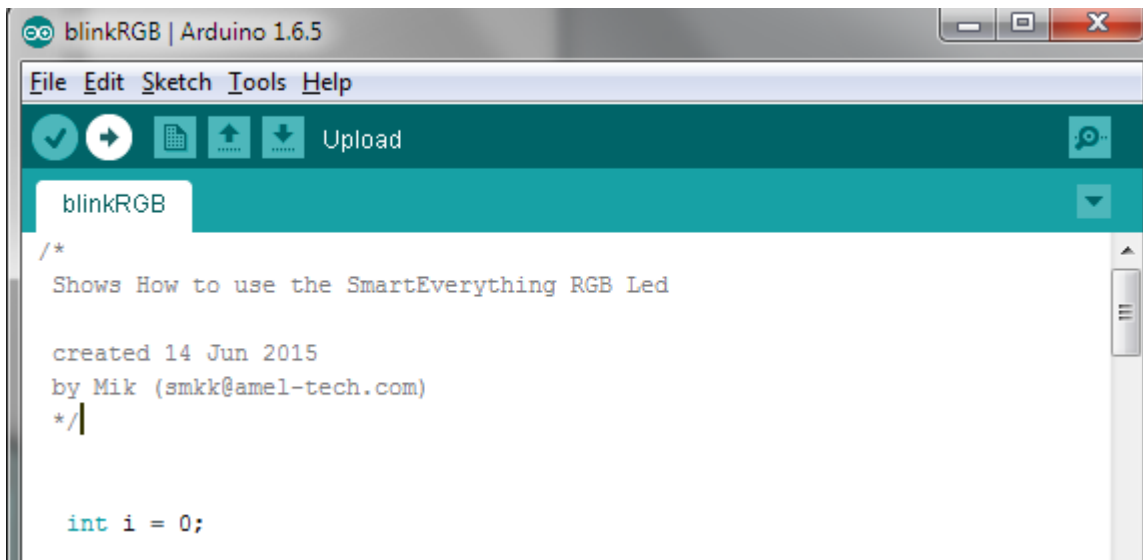 blinkRGB | Arduino 1.6.5
File Edit Sketch Tools Help
Upload
blinkRGB
/*
Shows How to use the SmartEverything RGB Led
created 14 Jun 2015
by Mik (smkk@amel-tech.com)
*/
int i = 0;